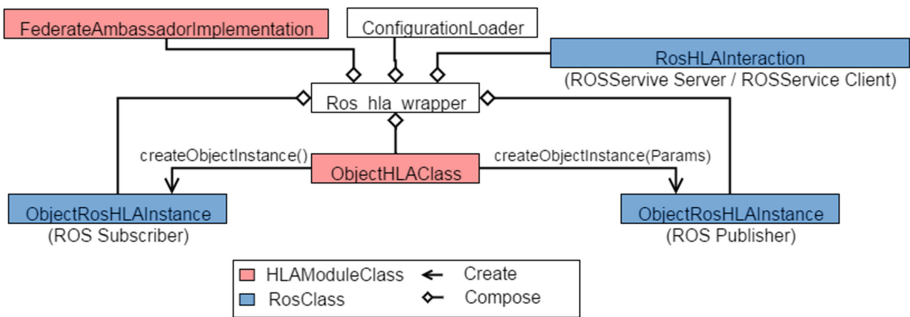 FederateAmbassadorImplementation
ConfigurationLoader
RosHLAInteraction
(ROSServive Server / ROSService Client)
Ros_hla_wrapper
createObjectInstance()
createObjectInstance(Params)
ObjectHLAClass
ObjectRosHLAInstance
(ROS Subscriber)
ObjectRosHLAInstance
(ROS Publisher)
HLAModuleClass
Create
RosClass
Compose